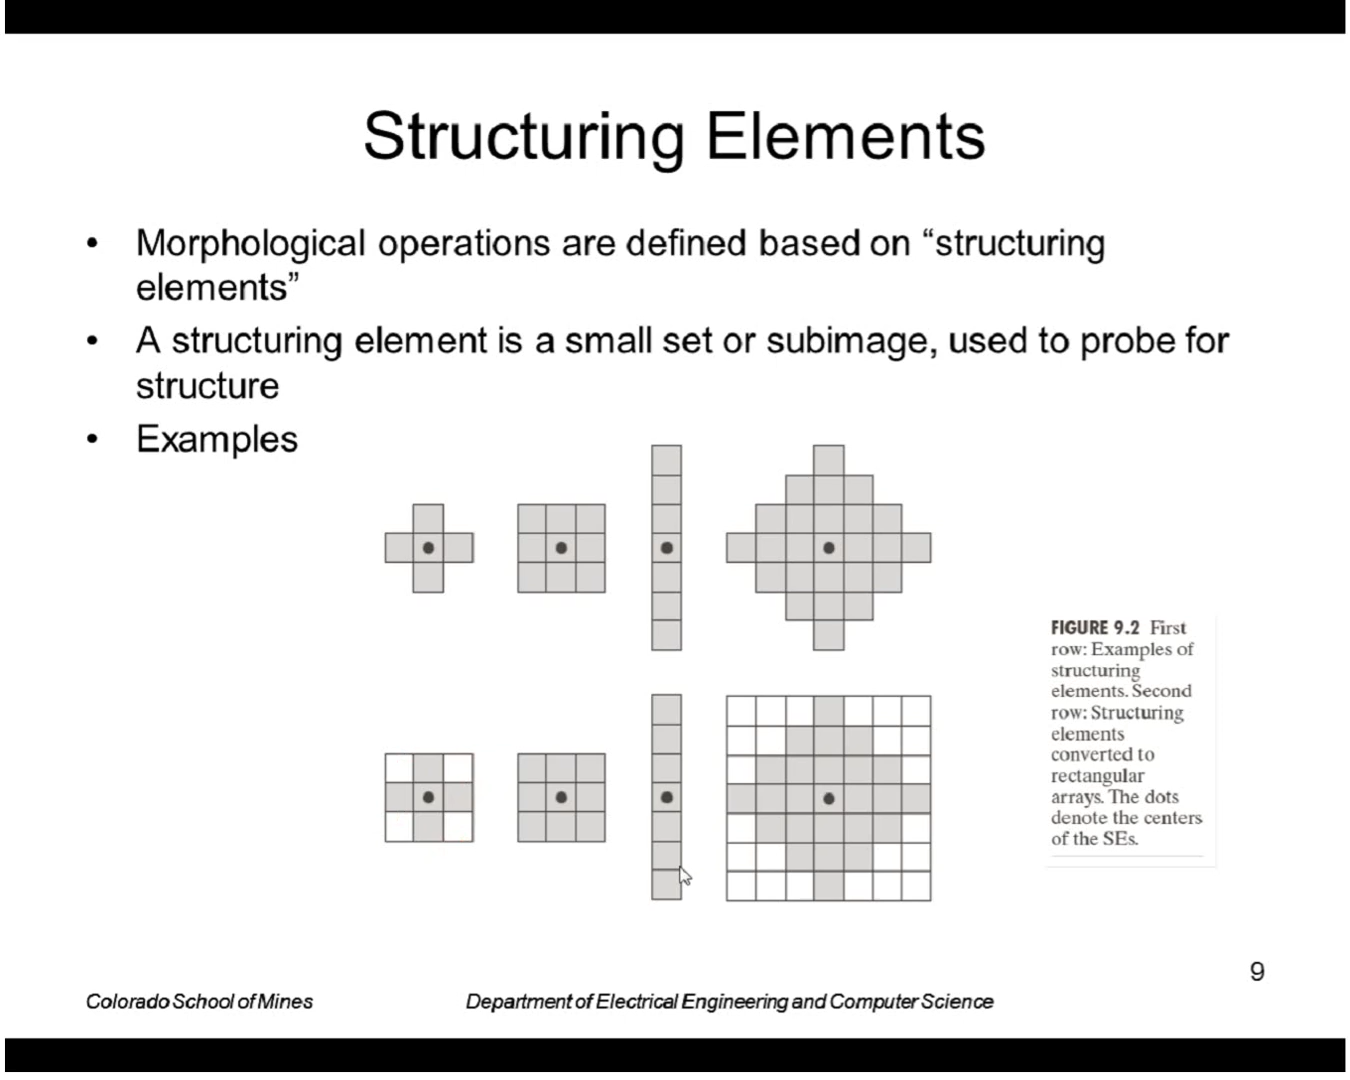 Structuring Elements
• Morphological operations are defined based on “structuring
elements”
• A structuring element is a small set or subimage, used to probe for
structure
• Examples
FIGURE 9.2 First
row: Examples of
structuring
elements. Second
row: Structuring
elements
converted to
rectangular
arrays. The dots
denote the centers
of the SEs.
9
Colorado School of Mines
Department of Electrical Engineering and Computer Science